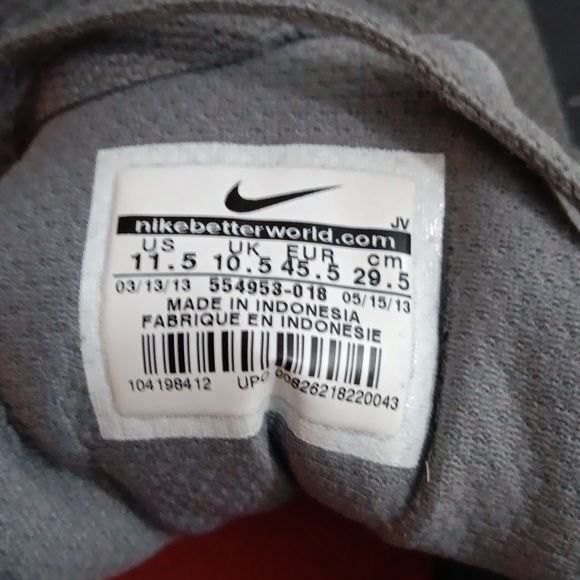 JV
nikebetterworld.com
US UK EUR cm
11.5 10.5 45.5 29.5
03/13/13 554953-018 05/15/13
MADE IN INDONESIA
FABRIQUE EN INDONESIE
104198412 UPC 00826218220043